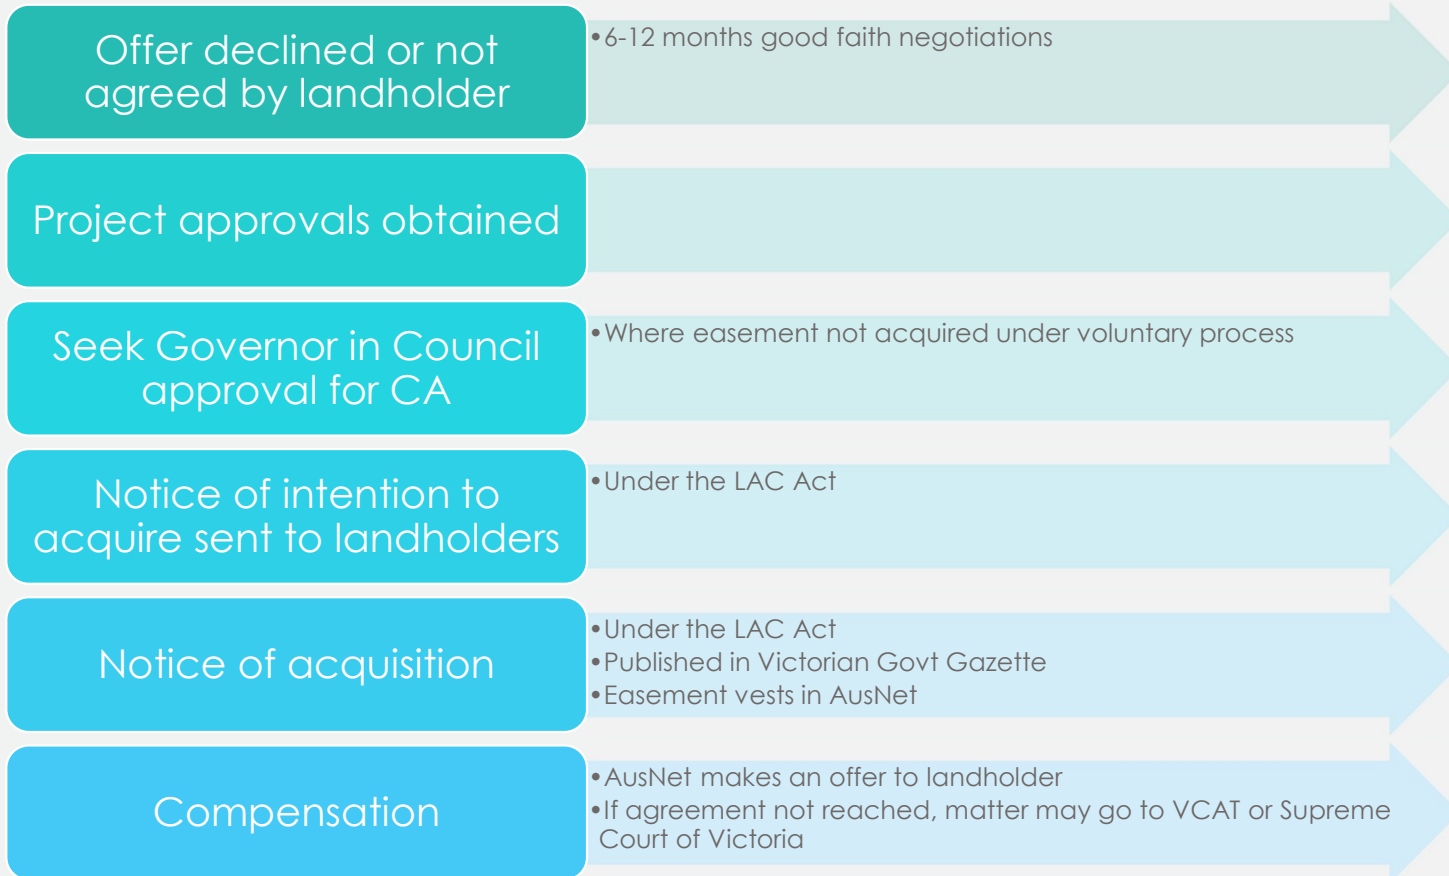 Offer declined or not
agreed by landholder
•6-12 months good faith negotiations
Project approvals obtained
Seek Governor in Council
approval for CA
•Where easement not acquired under voluntary process
Notice of intention to
acquire sent to landholders
•Under the LAC Act
Notice of acquisition
•Under the LAC Act
•Published in Victorian Govt Gazette
•Easement vests in AusNet
Compensation
•AusNet makes an offer to landholder
•If agreement not reached, matter may go to VCAT or Supreme
Court of Victoria